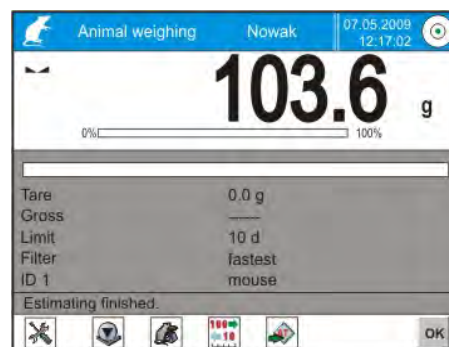 Animal weighing Nowak 07.05.2009
12:17:02
103.6 g
0% 100%
Tare 0.0 g
Gross ------
Limit 10 d
Filter fastest
ID 1 mouse
Estimating finished.
100
10
OK